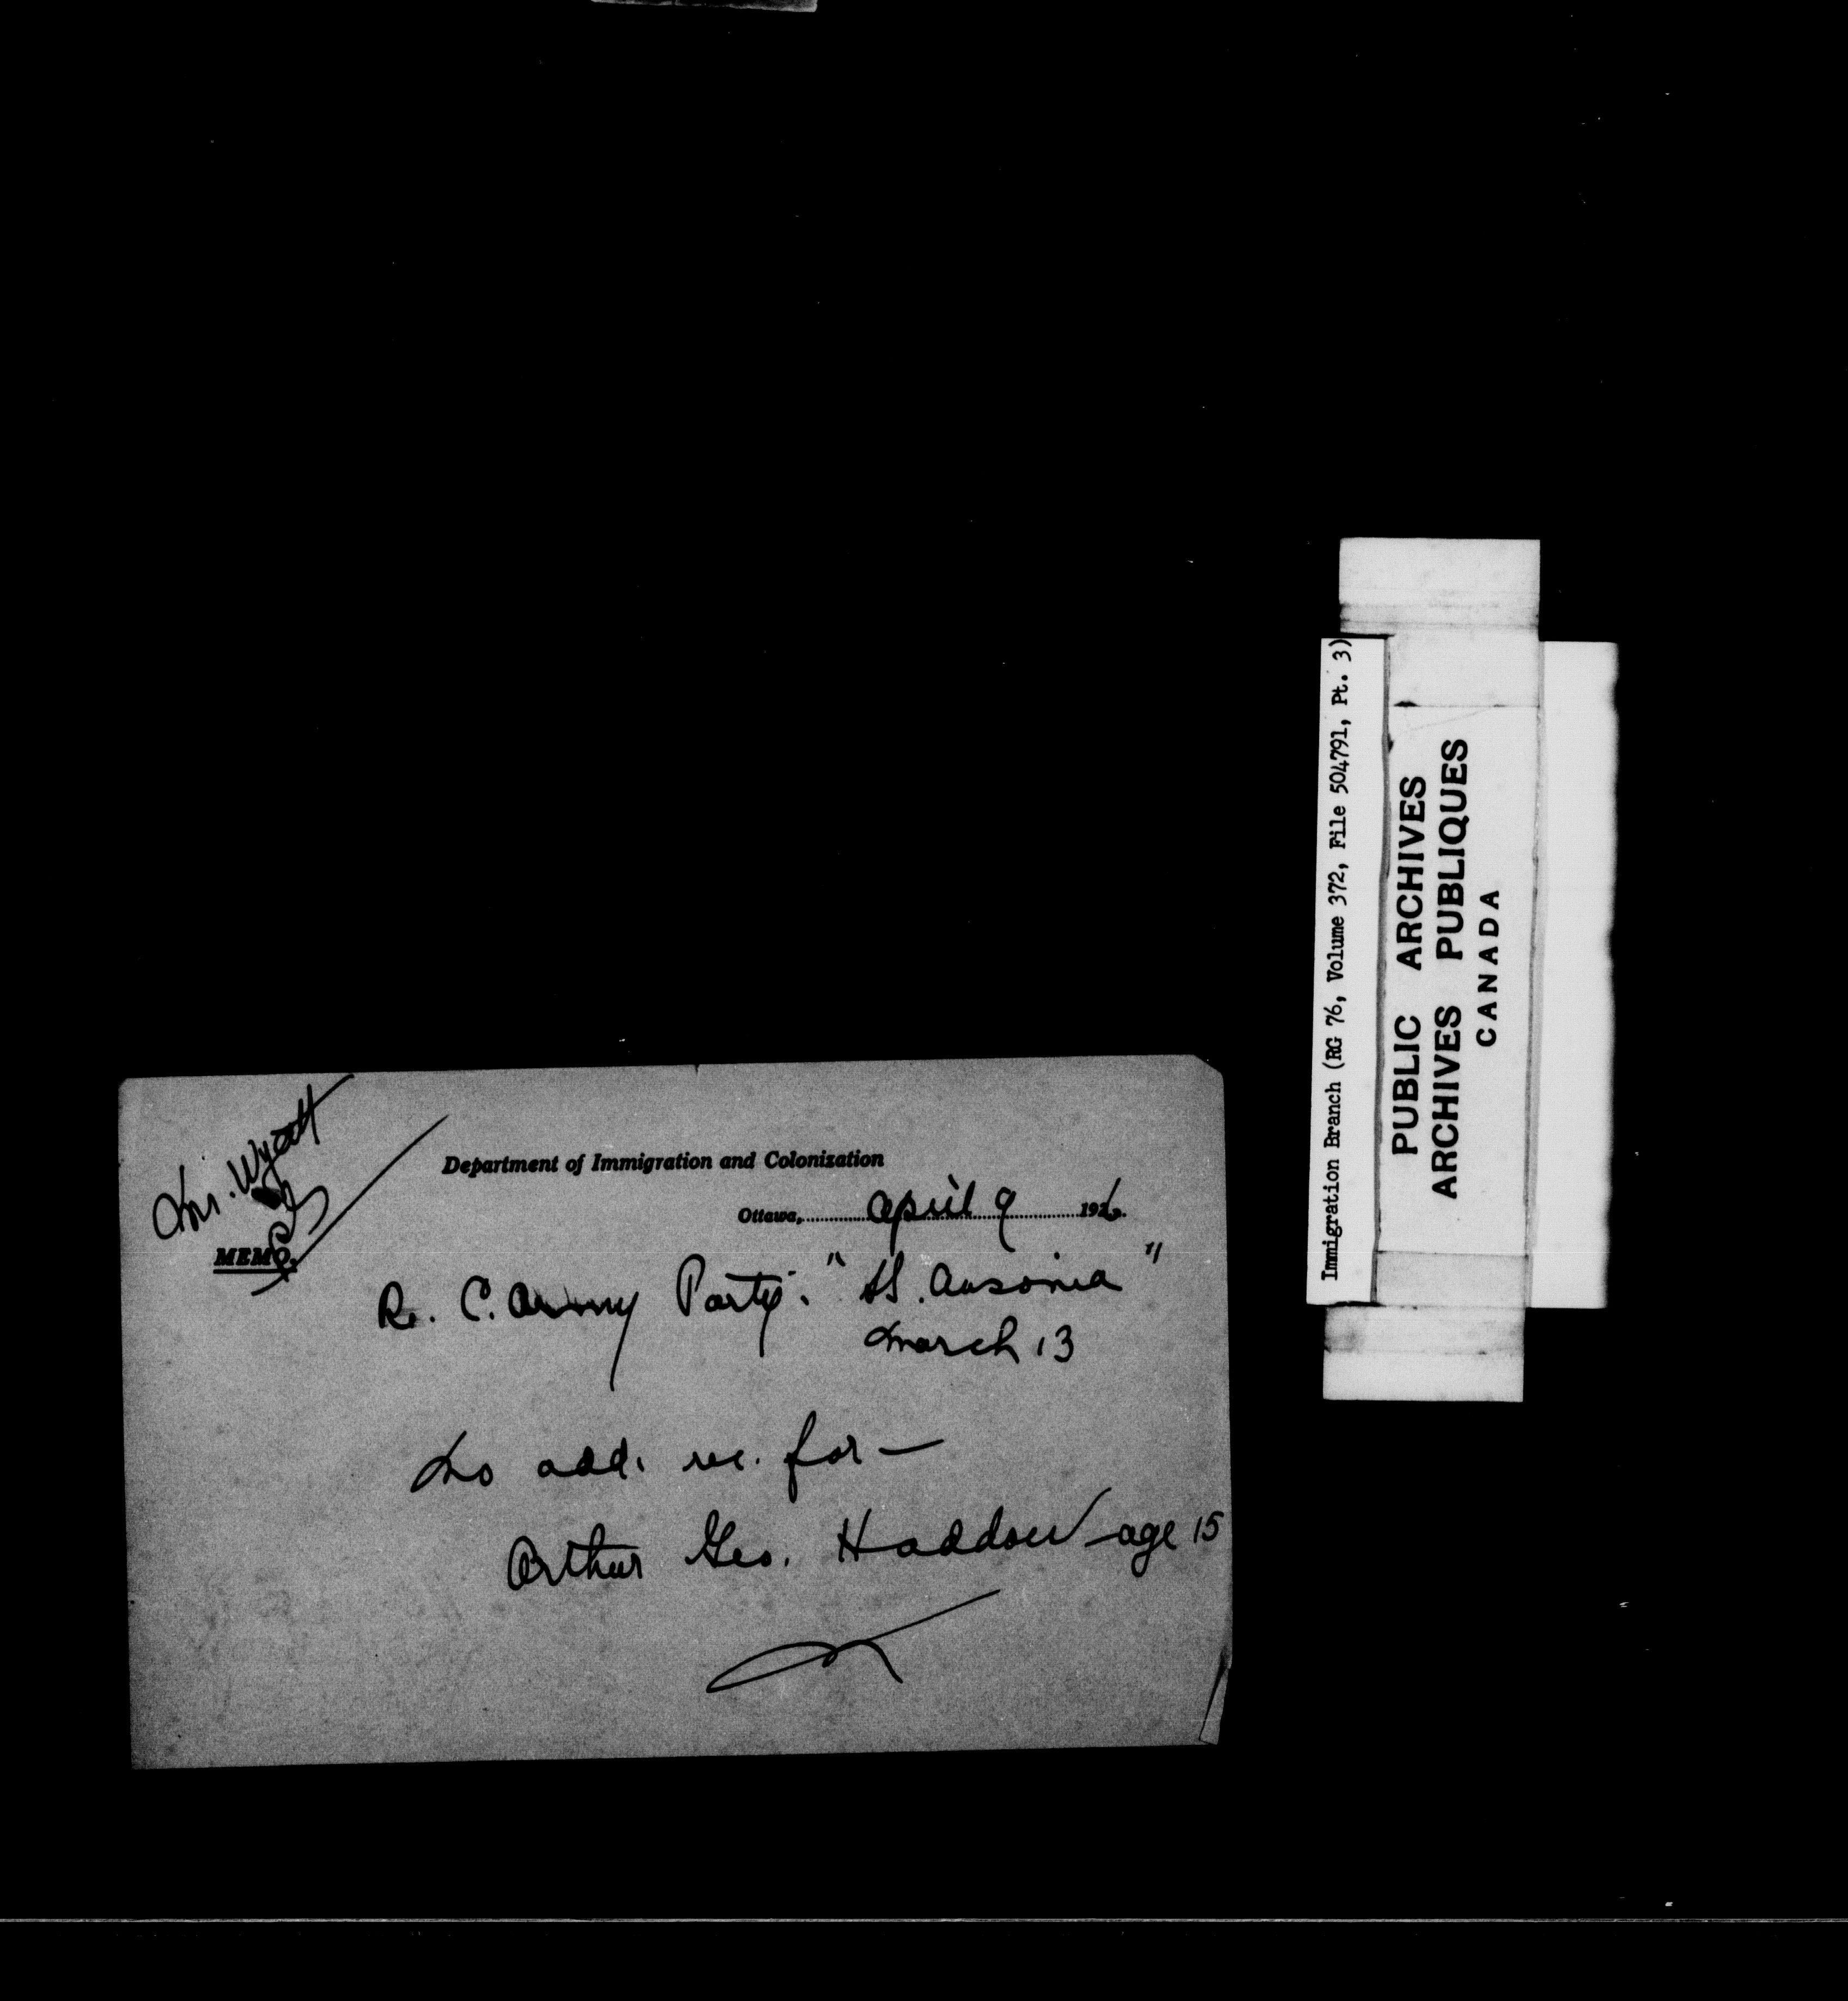 Mr. Wyatt
Department of Immigration and Colonization
Ottawa, April 9 1926.
MEMO.
Re. C. Army Party. "SS. Ausonia"
March 13
No add. rec. for —
Arthur Geo. Haddow - age 15
Immigration Branch (RG 76, Volume 372, File 504791, Pt. 3)
PUBLIC ARCHIVES
ARCHIVES PUBLIQUES
CANADA